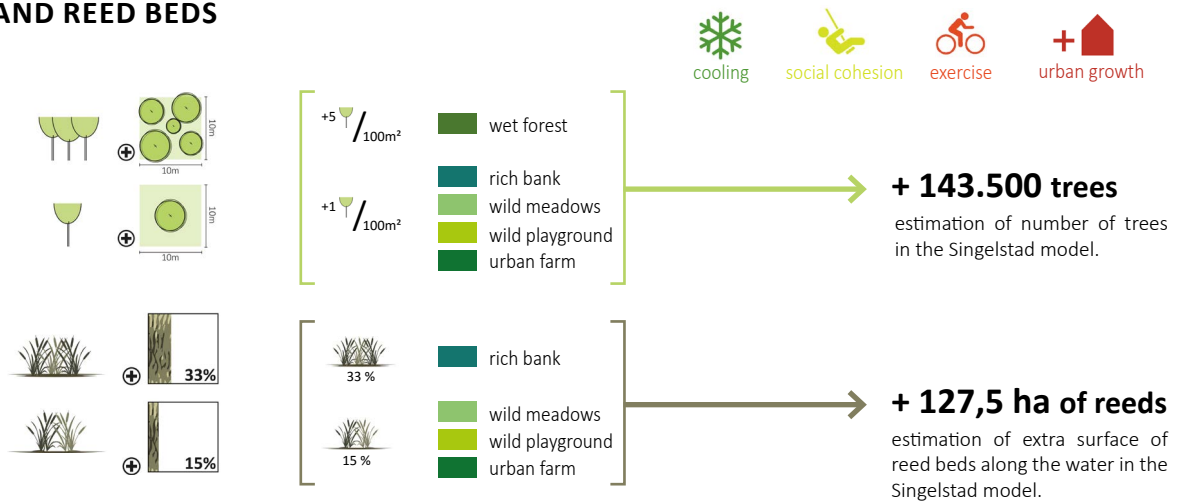 AND REED BEDS
cooling
social cohesion
exercise
+
urban growth
10m
10m
+5 / 100m²
wet forest
10m
10m
+1 / 100m²
rich bank
wild meadows
wild playground
urban farm
+ 143.500 trees
estimation of number of trees
in the Singelstad model.
33%
33 %
rich bank
15%
15 %
wild meadows
wild playground
urban farm
+ 127,5 ha of reeds
estimation of extra surface of
reed beds along the water in the
Singelstad model.